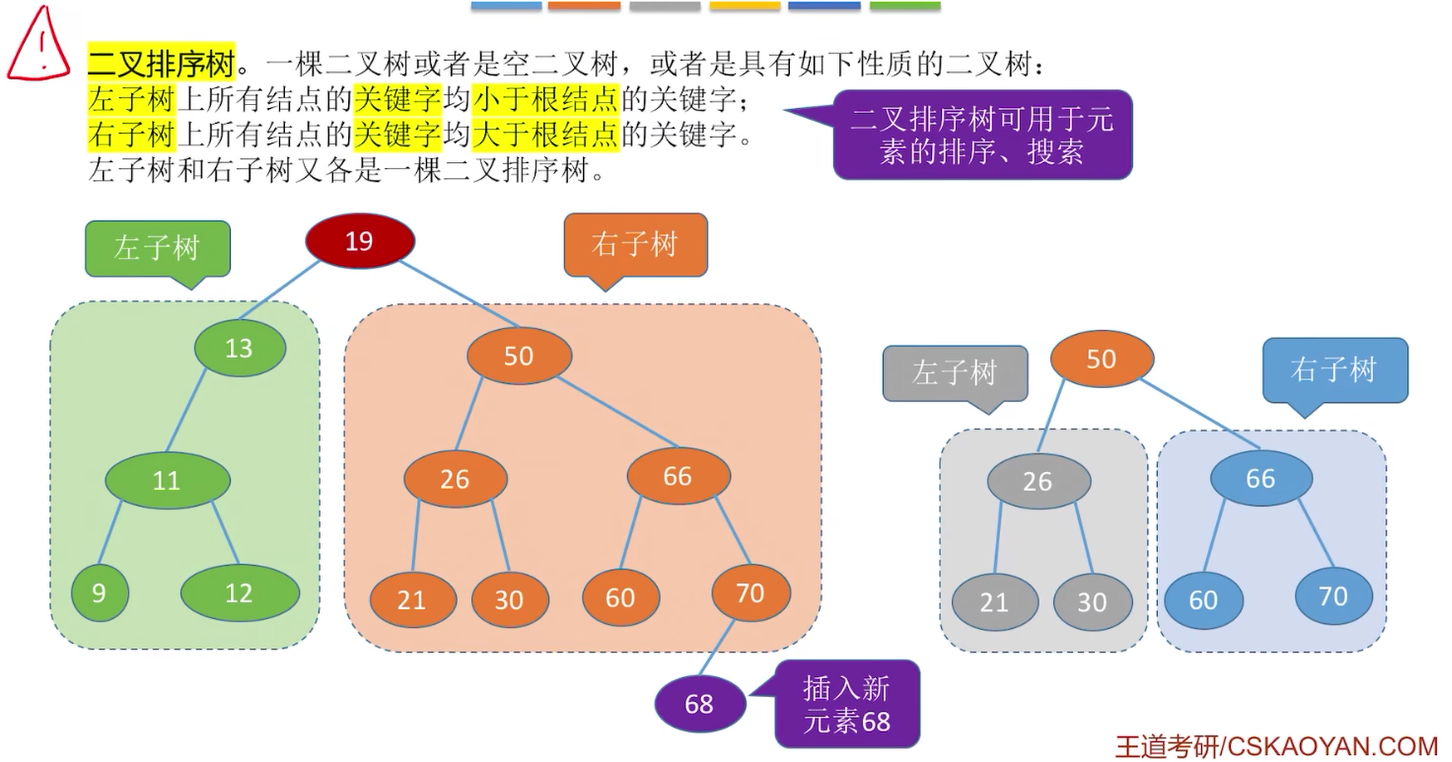 二叉排序树。一棵二叉树或者是空二叉树，或者是具有如下性质的二叉树：
左子树上所有结点的关键字均小于根结点的关键字；
右子树上所有结点的关键字均大于根结点的关键字。
左子树和右子树又各是一棵二叉排序树。
二叉排序树可用于元
素的排序、搜索
左子树
19
右子树
13
50
11
26
66
9
12
21
30
60
70
68
插入新
元素68
左子树
50
右子树
26
66
21
30
60
70
王道考研/CSKAOYAN.COM